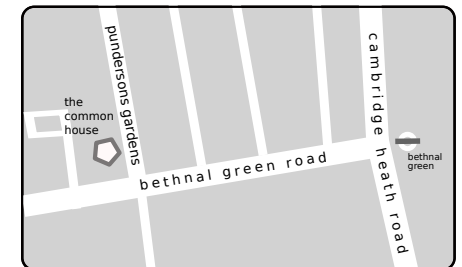 pundersons gardens
cambridge heath road
the
common
house
bethnal green road
bethnal
green